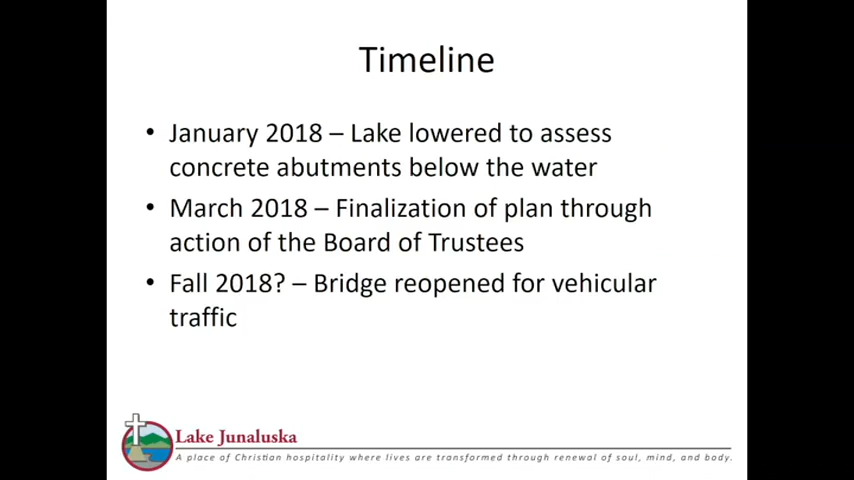 Timeline
• January 2018 – Lake lowered to assess
concrete abutments below the water
• March 2018 – Finalization of plan through
action of the Board of Trustees
• Fall 2018? – Bridge reopened for vehicular
traffic
Lake Junaluska
A place of Christian hospitality where lives are transformed through renewal of soul, mind, and body.